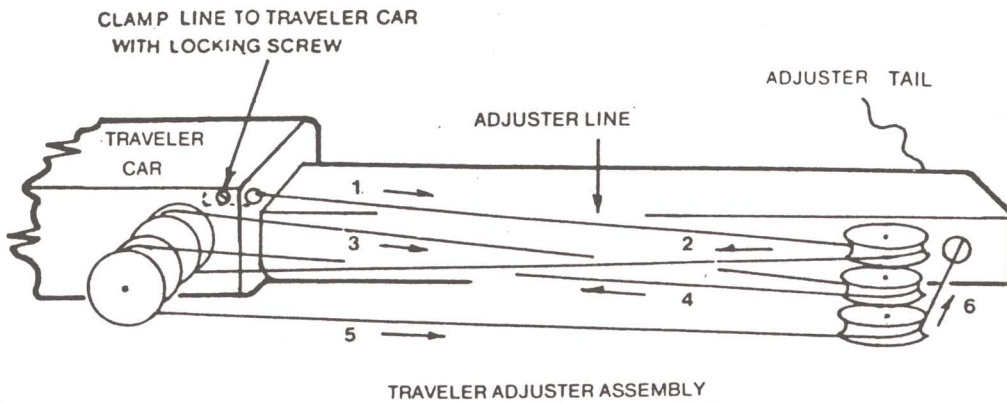 CLAMP LINE TO TRAVELER CAR
WITH LOCKING SCREW
ADJUSTER TAIL
TRAVELER
CAR
ADJUSTER LINE
1
2
3
4
5
6
TRAVELER ADJUSTER ASSEMBLY